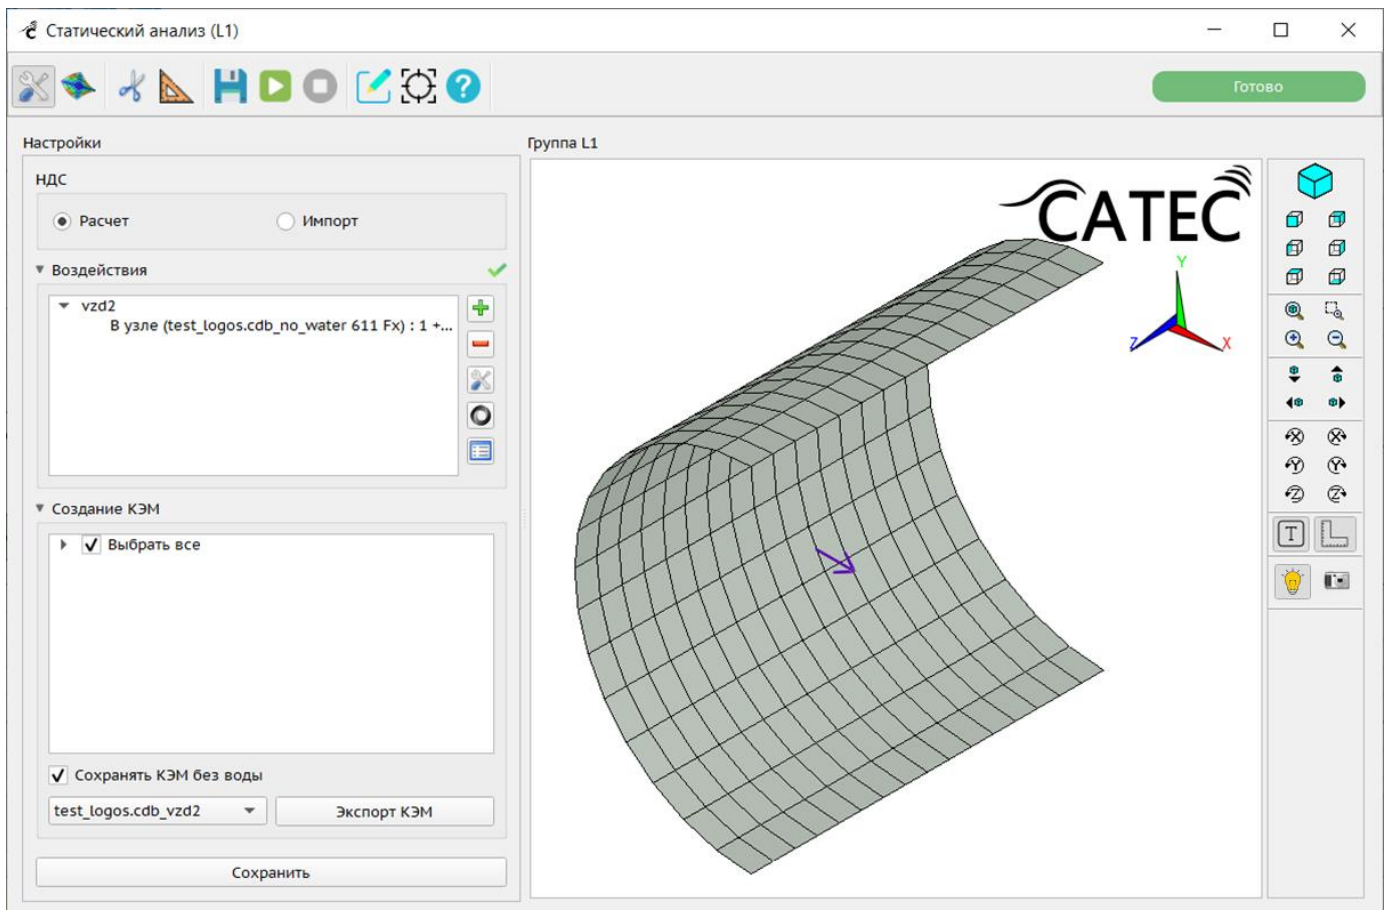 Статический анализ (L1)
Готово
Настройки
НДС
Расчет
Импорт
Воздействия
vzd2
В узле (test_logos.cdb_no_water 611 Fx) : 1 +...
Создание КЭМ
Выбрать все
Сохранять КЭМ без воды
test_logos.cdb_vzd2
Экспорт КЭМ
Сохранить
Группа L1
CATEC
Y
Z
X
X X
Y Y
Z Z
T